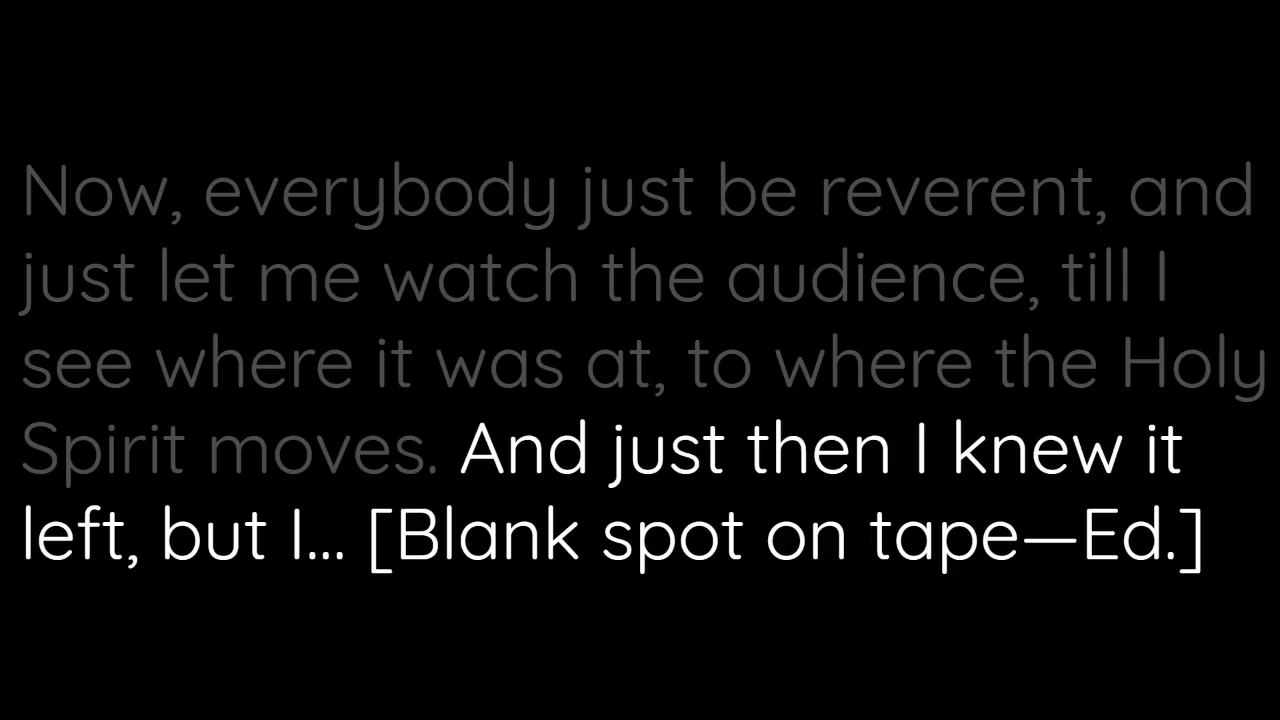 Now, everybody just be reverent, and
just let me watch the audience, till I
see where it was at, to where the Holy
Spirit moves. And just then I knew it
left, but I... [Blank spot on tape—Ed.]